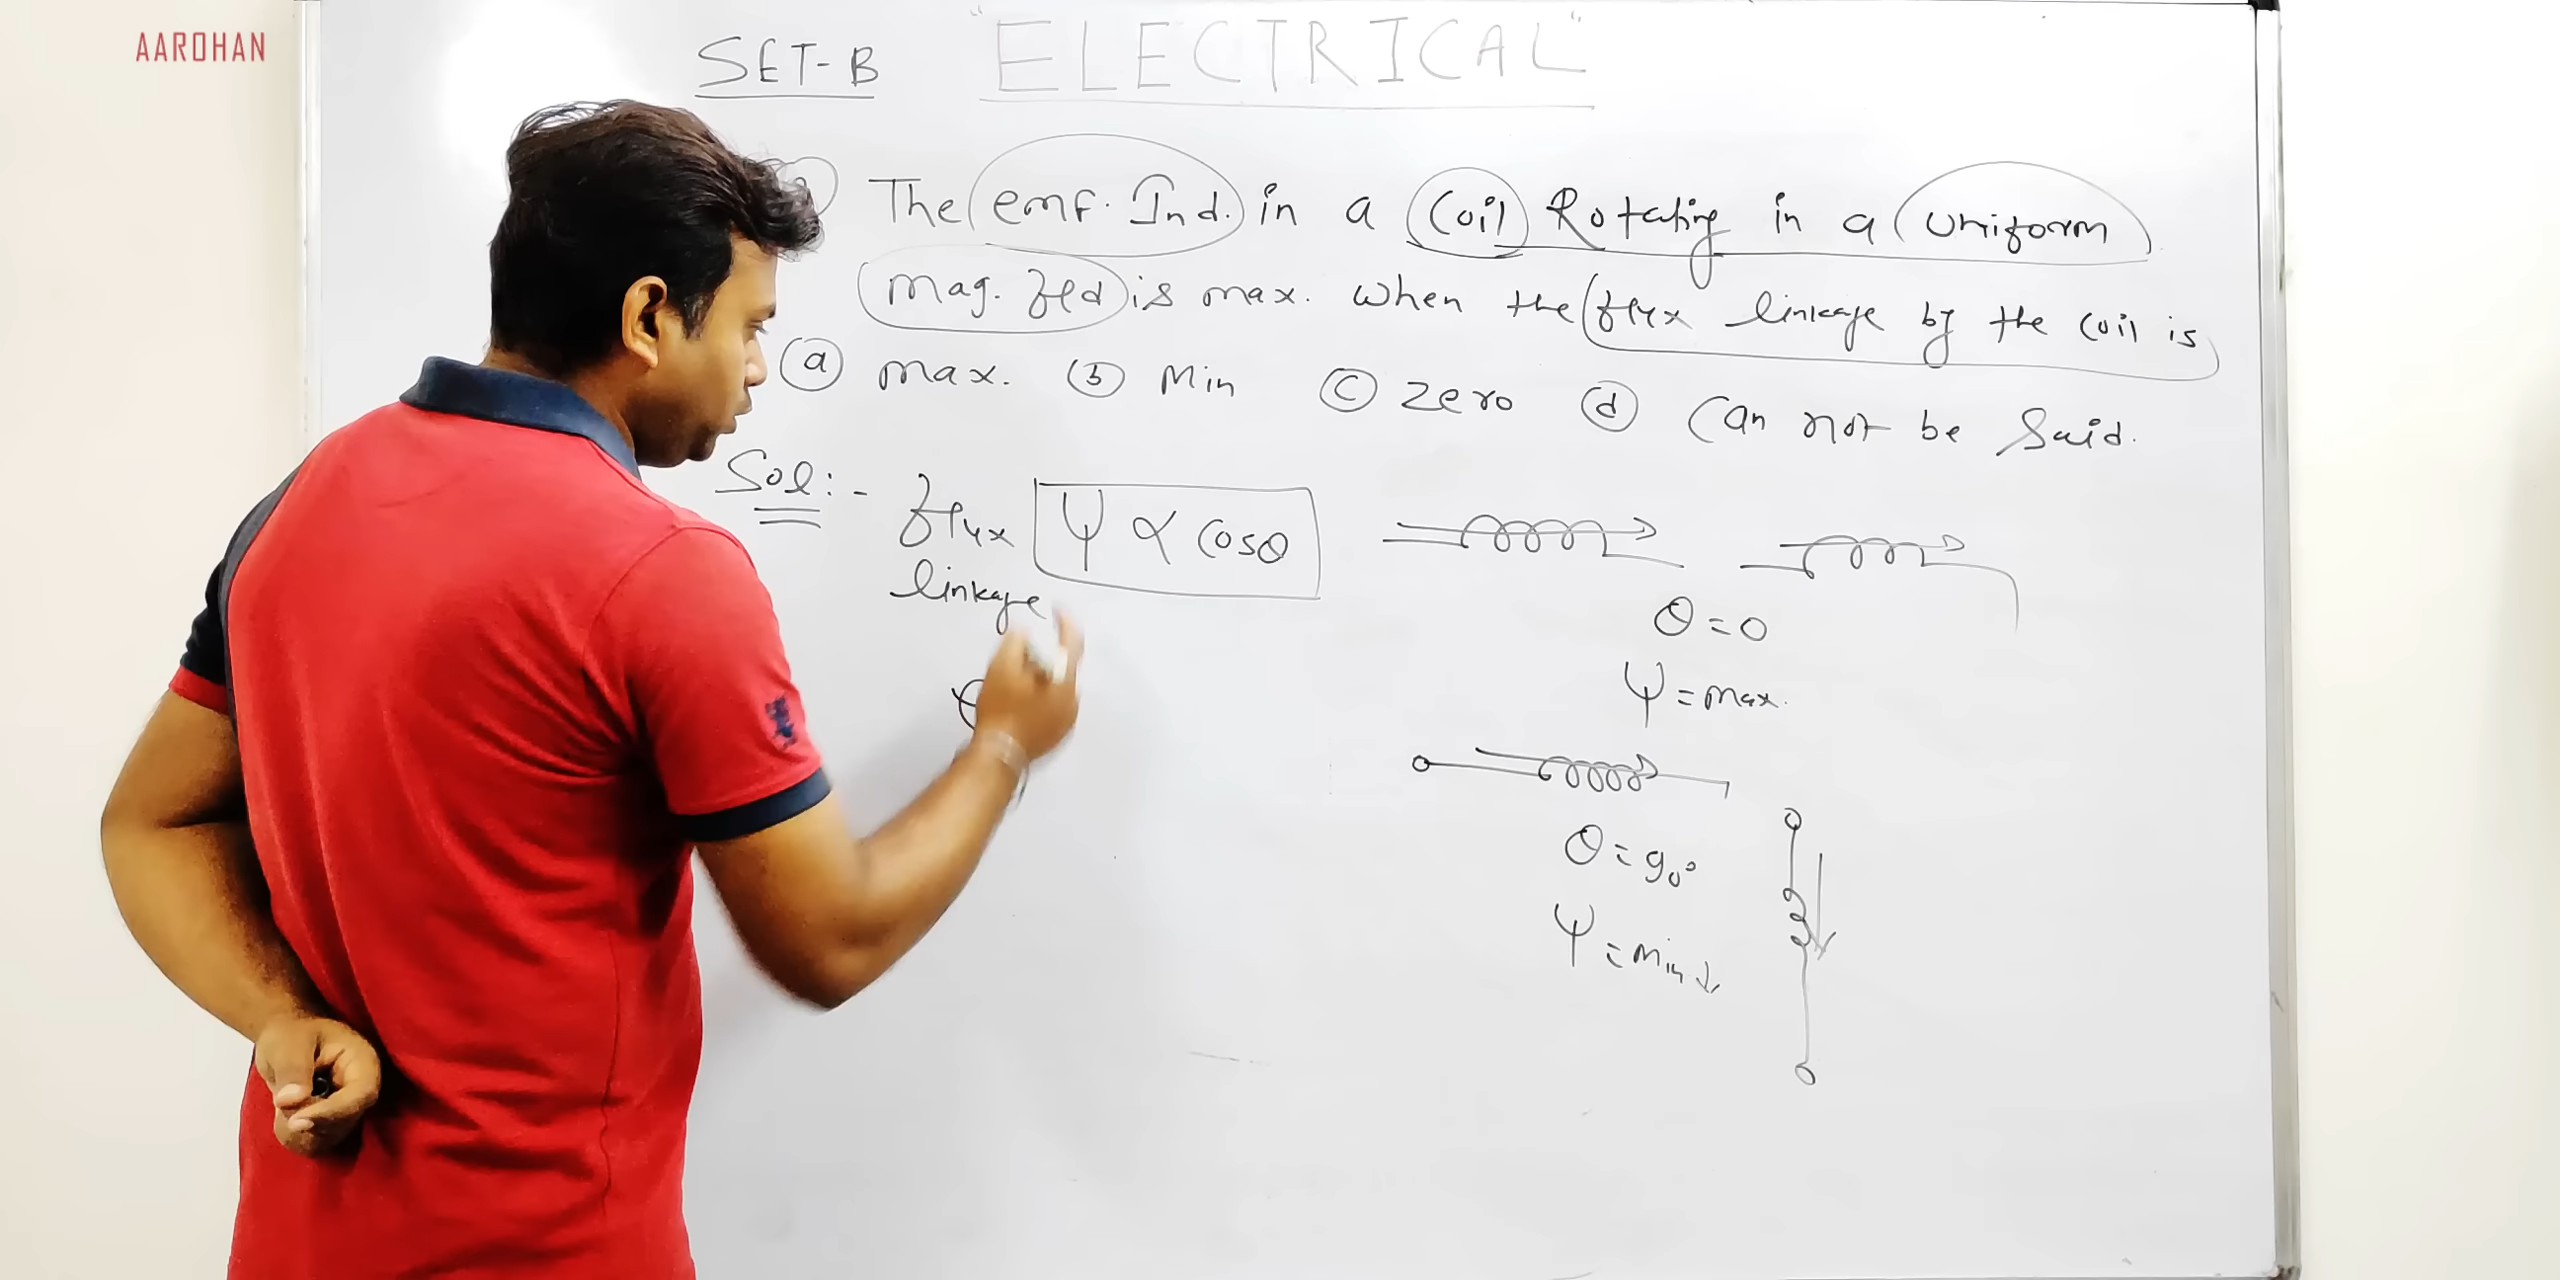 AAROHAN
SET-B "ELECTRICAL"
The emf. Ind. in a Coil Rotating in a uniform
mag. fld is max. when the flux linkage by the coil is
(a) max. (b) Min (c) zero (d) Can not be Said.
Sol:- flux Ψ ∝ Cosθ
linkage
θ = 0
Ψ = max.
θ = 90°
Ψ = min ↓